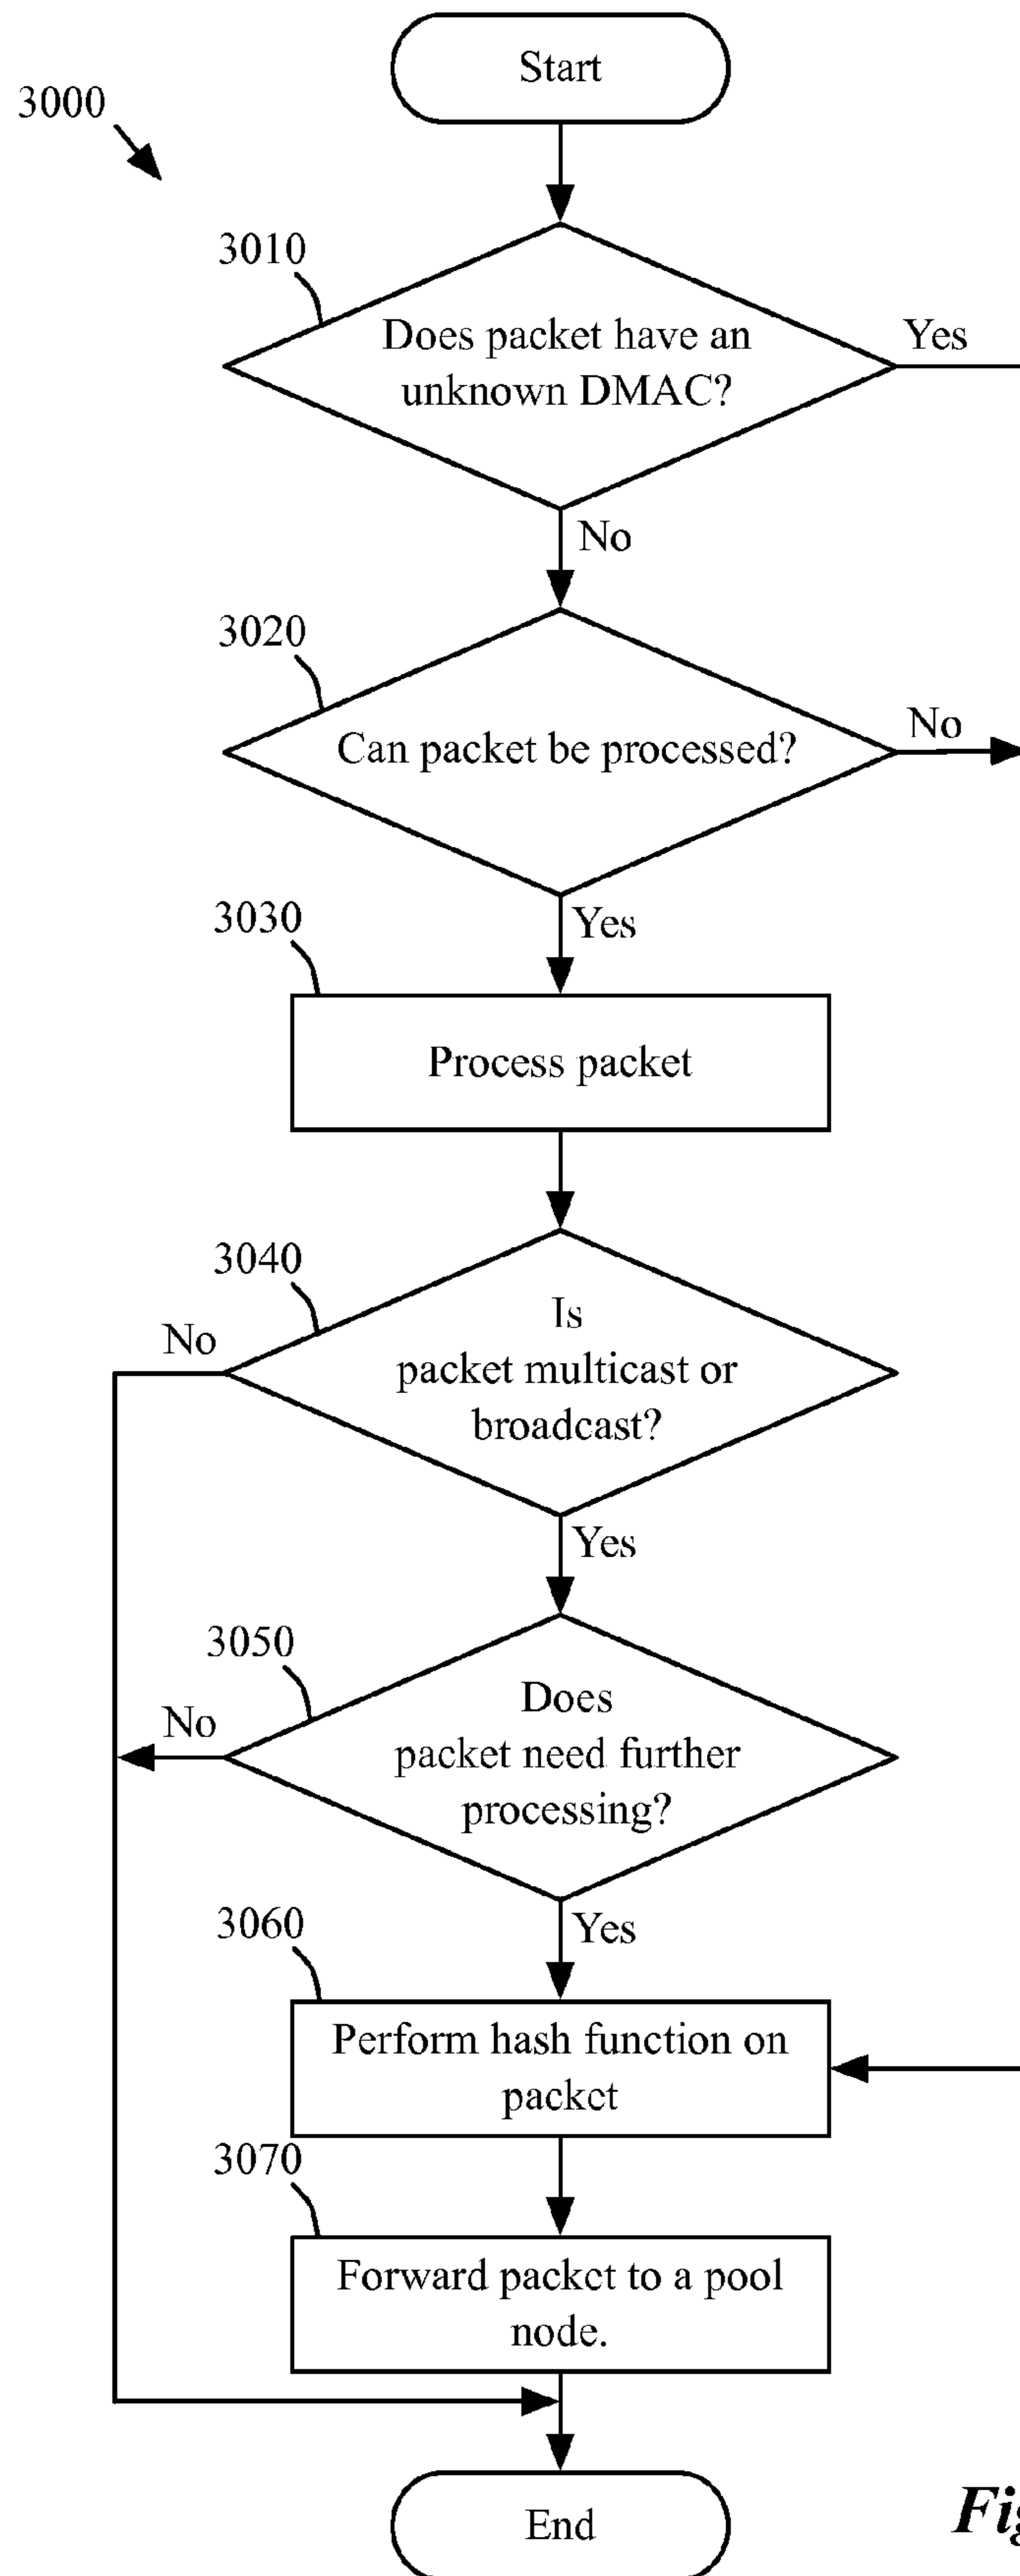 Start
3000
3010
Does packet have an
unknown DMAC?
Yes
No
3020
Can packet be processed?
No
Yes
3030
Process packet
3040
Is
packet multicast or
broadcast?
No
Yes
3050
Does
packet need further
processing?
No
Yes
3060
Perform hash function on
packet
3070
Forward packet to a pool
node.
End